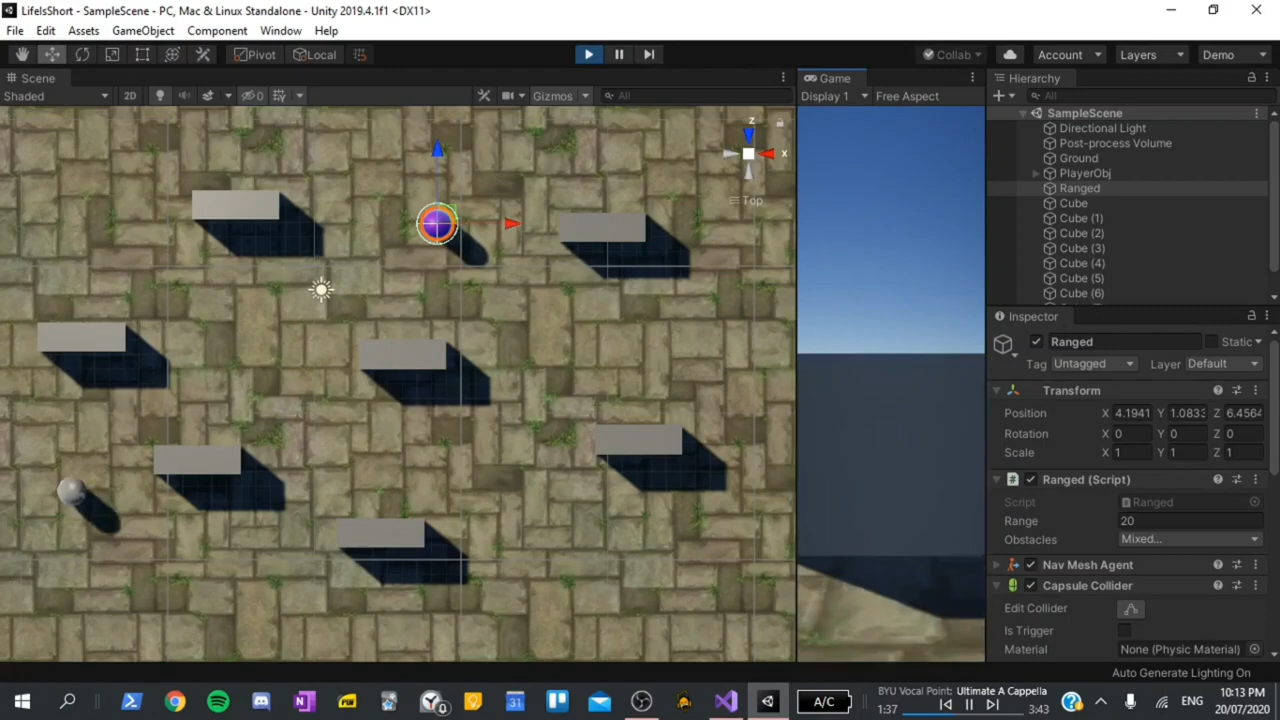 LifeIsShort - SampleScene - PC, Mac & Linux Standalone - Unity 2019.4.1f1 <DX11>
File Edit Assets GameObject Component Window Help
Pivot Local Collab Account Layers Demo
Scene Game Hierarchy
Shaded 2D 0 Gizmos All Display 1 Free Aspect All
SampleScene
Directional Light
Post-process Volume
Ground
PlayerObj
Ranged
Cube
Cube (1)
Cube (2)
Cube (3)
Cube (4)
Cube (5)
Cube (6)
z
x
Top
Inspector
Ranged Static
Tag Untagged Layer Default
Transform
Position X 4.1941 Y 1.083 Z 6.4564
Rotation X 0 Y 0 Z 0
Scale X 1 Y 1 Z 1
Ranged (Script)
Script Ranged
Range 20
Obstacles Mixed...
Nav Mesh Agent
Capsule Collider
Edit Collider
Is Trigger
Material None (Physic Material)
Auto Generate Lighting On
A/C
BYU Vocal Point: Ultimate A Cappella
1:37 3:43
ENG
10:13 PM
20/07/2020